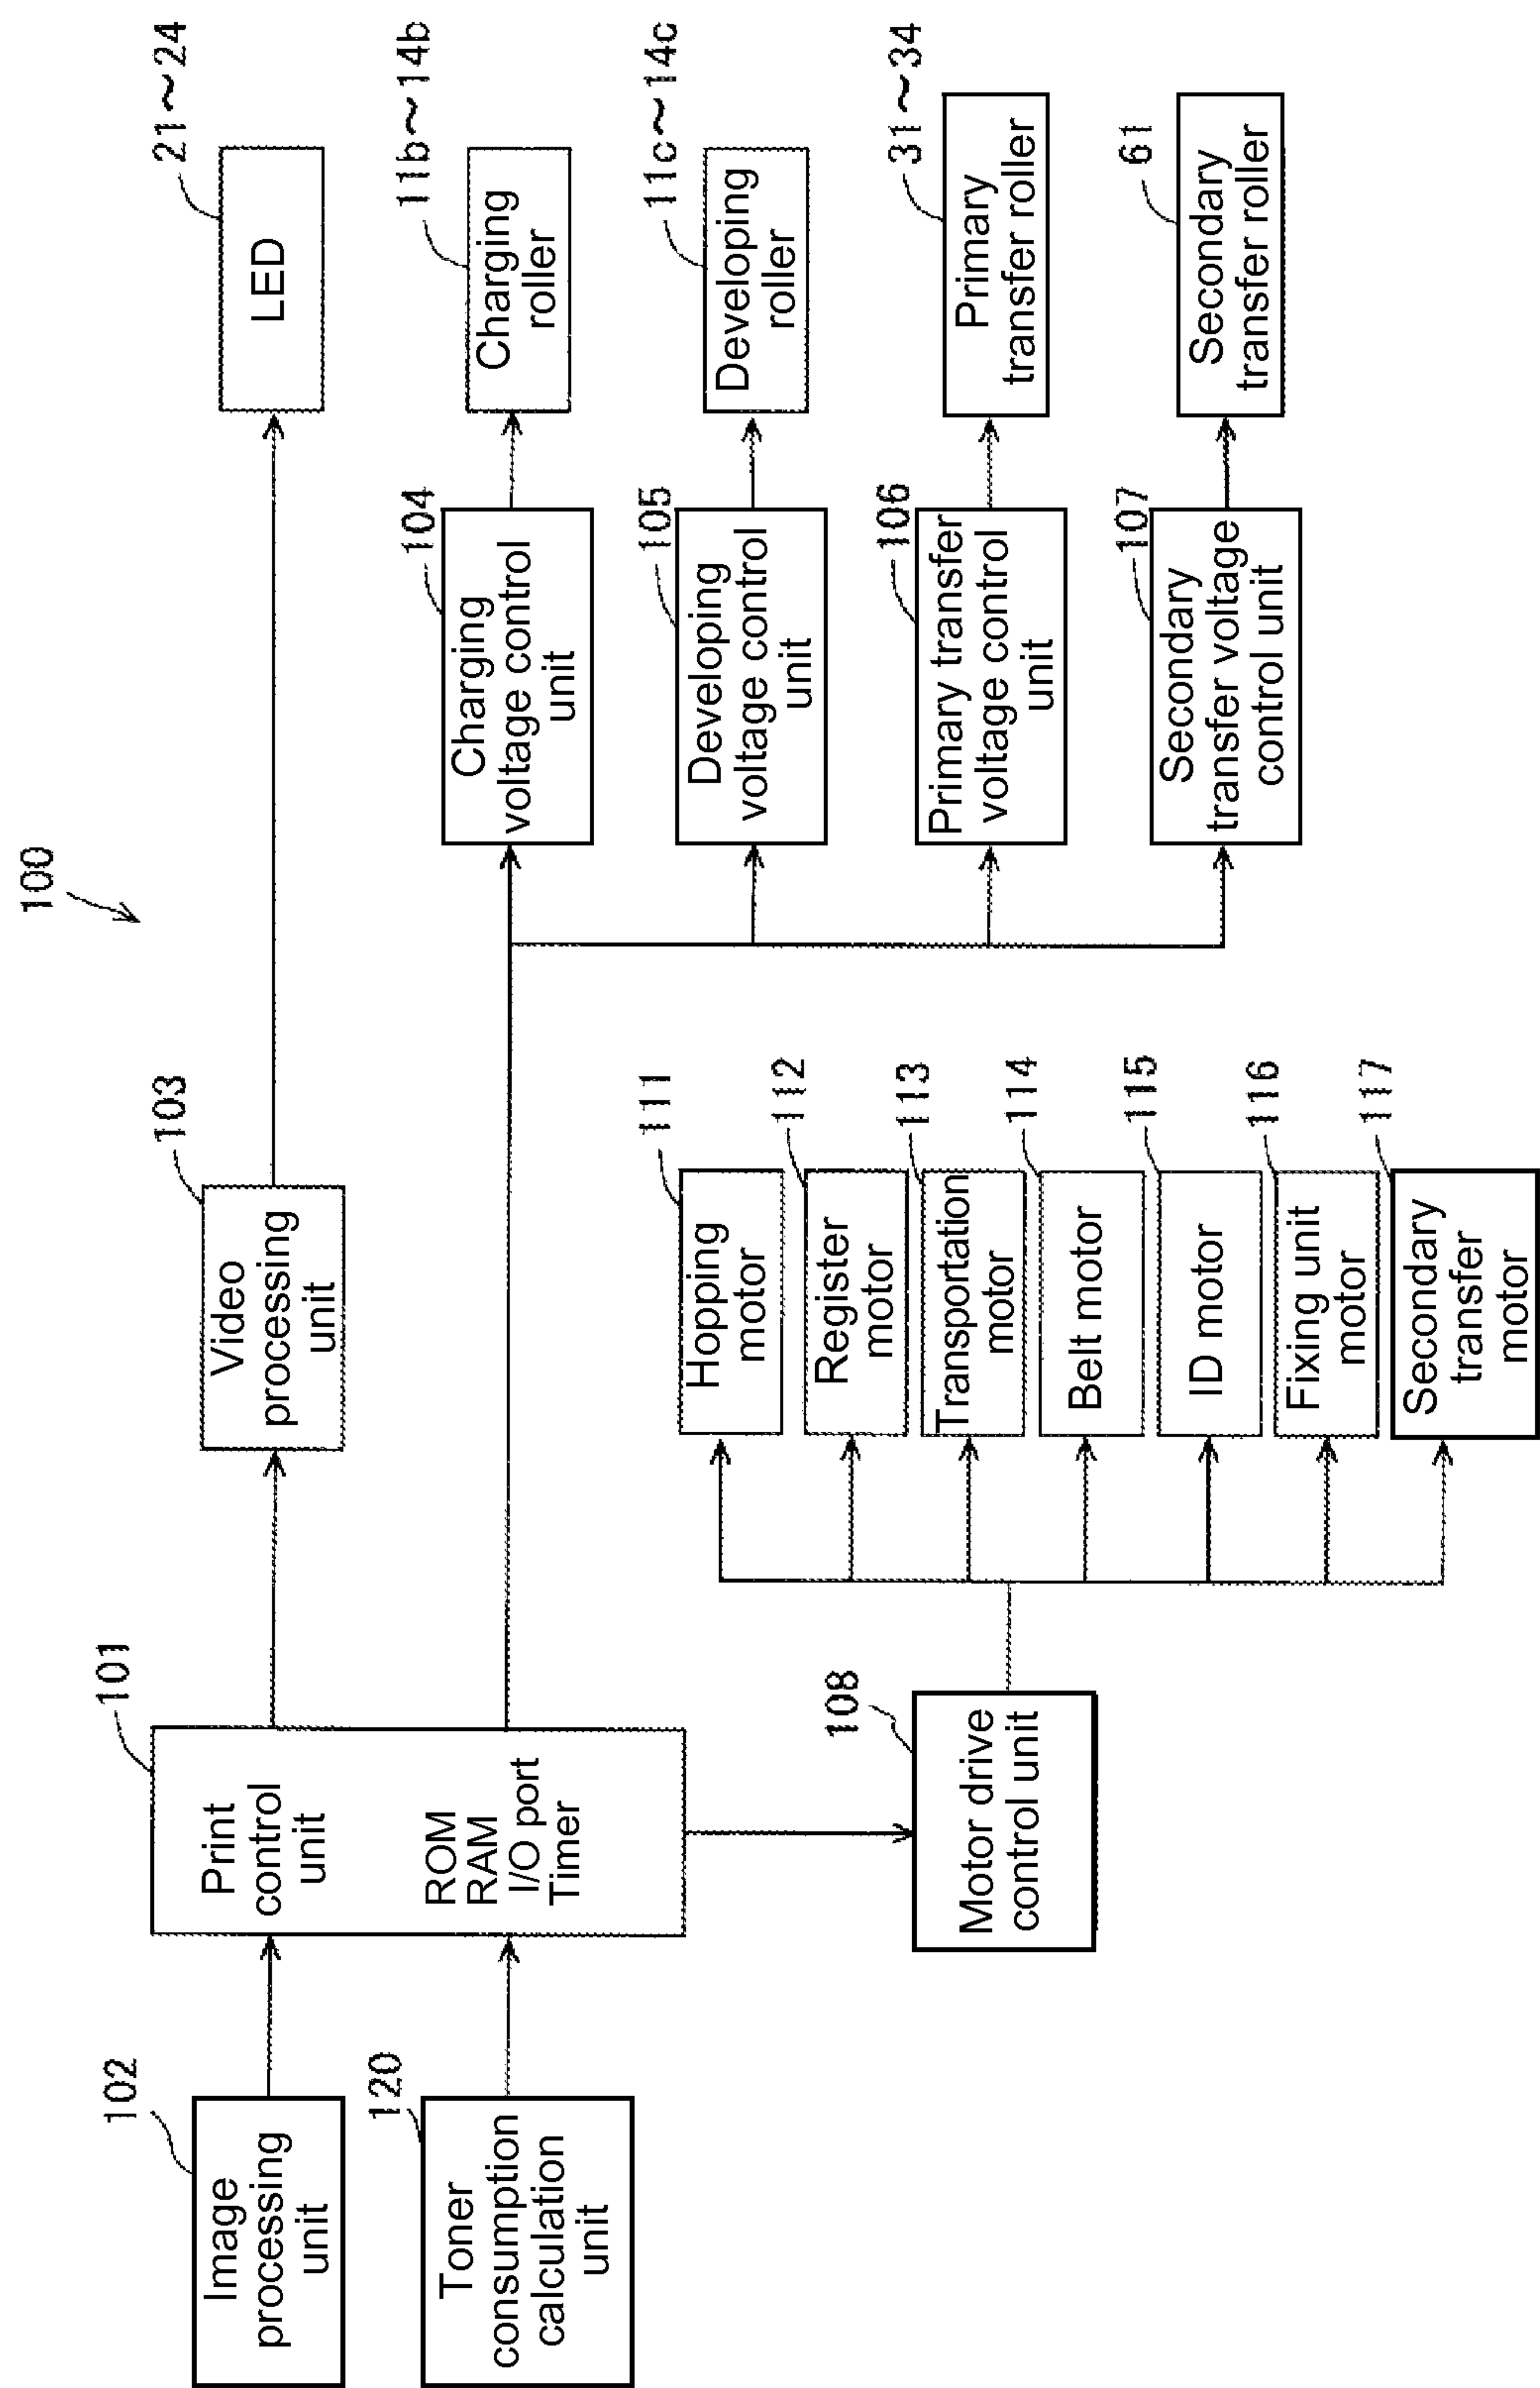 100
102
Image
processing
unit
120
Toner
consumption
calculation
unit
101
Print
control
unit
ROM
RAM
I/O port
Timer
103
Video
processing
unit
21~24
LED
104
Charging
voltage control
unit
11b~14b
Charging
roller
105
Developing
voltage control
unit
11c~14c
Developing
roller
106
Primary transfer
voltage control
unit
31~34
Primary
transfer roller
107
Secondary
transfer voltage
control unit
61
Secondary
transfer roller
108
Motor drive
control unit
111
Hopping
motor
112
Register
motor
113
Transportation
motor
114
Belt motor
115
ID motor
116
Fixing unit
motor
117
Secondary
transfer
motor